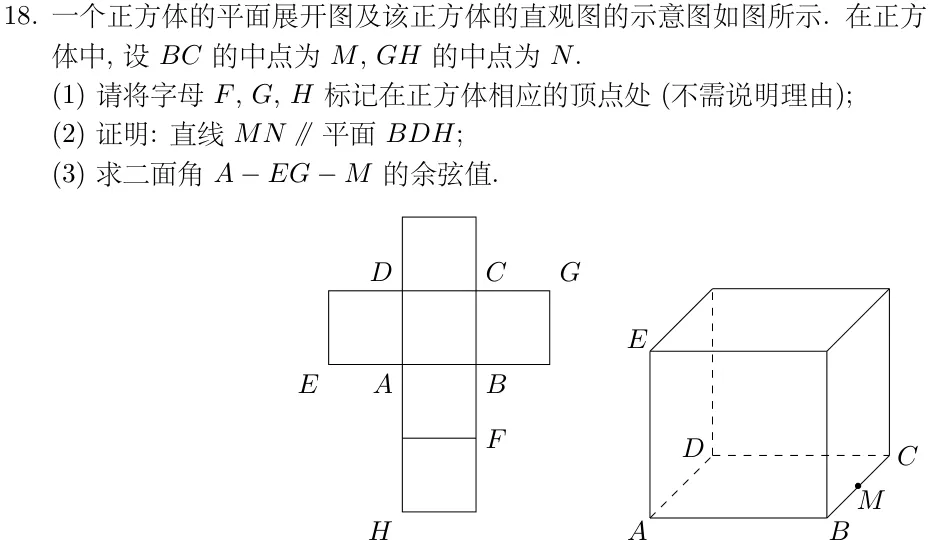 18. 一个正方体的平面展开图及该正方体的直观图的示意图如图所示. 在正方
体中, 设 BC 的中点为 M, GH 的中点为 N.
(1) 请将字母 F, G, H 标记在正方体相应的顶点处 (不需说明理由);
(2) 证明: 直线 MN ∥ 平面 BDH;
(3) 求二面角 A − EG − M 的余弦值.
D C G
E A B
F
H
E
D C
M
A B